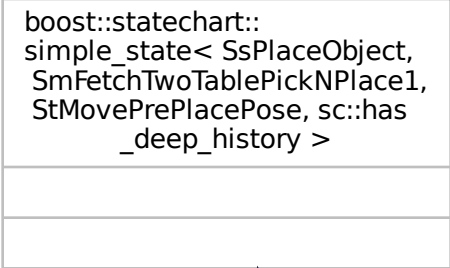 boost::statechart::
simple_state< SsPlaceObject,
SmFetchTwoTablePickNPlace1,
StMovePrePlacePose, sc::has
_deep_history >